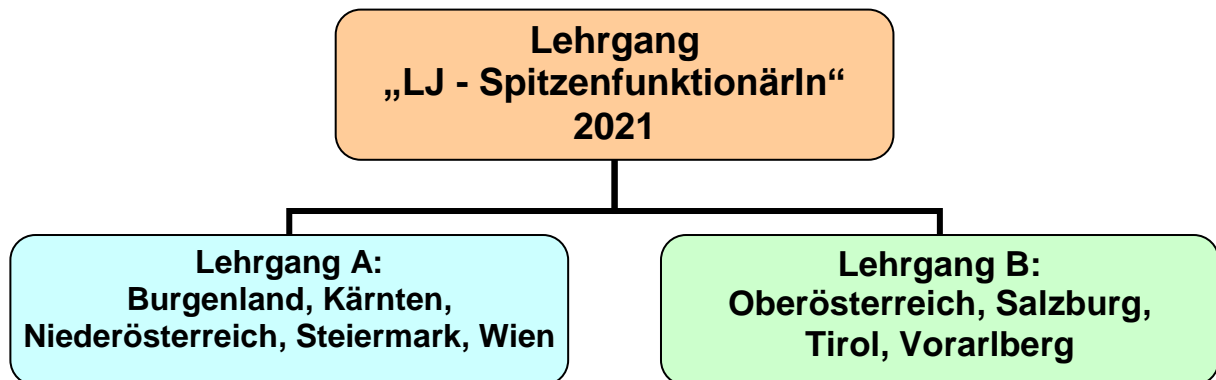 Lehrgang
„LJ - SpitzenfunktionärIn“
2021
Lehrgang A:
Burgenland, Kärnten,
Niederösterreich, Steiermark, Wien
Lehrgang B:
Oberösterreich, Salzburg,
Tirol, Vorarlberg